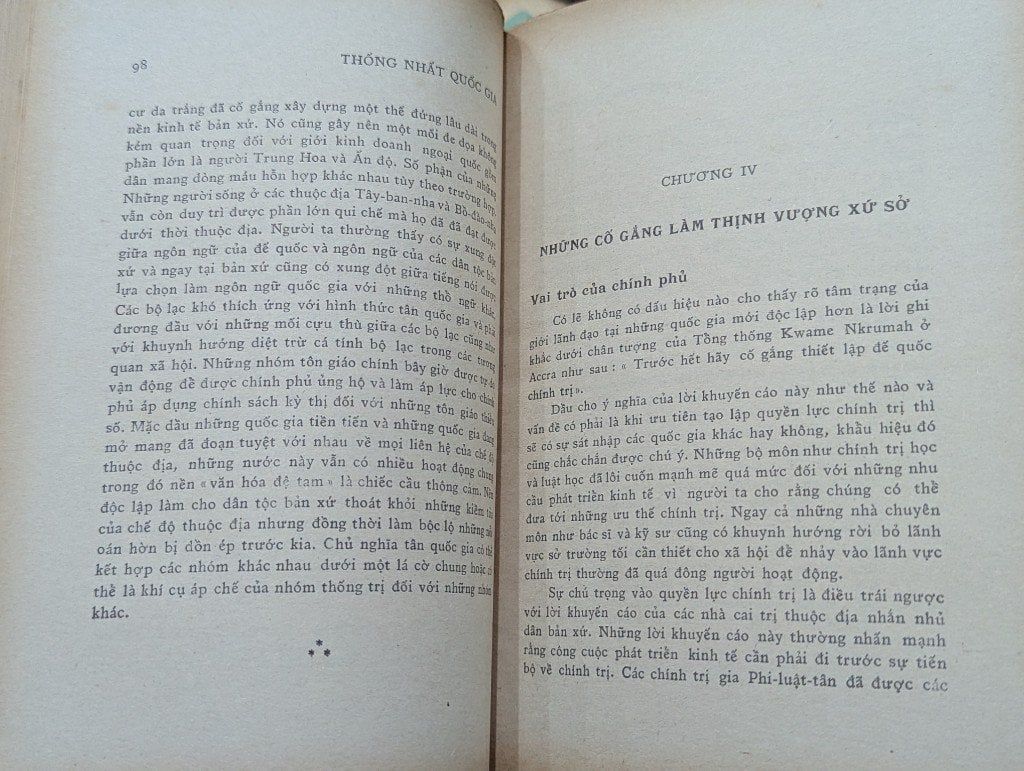 98
THỐNG NHẤT QUỐC GIA
cư da trắng đã cố gắng xây dựng một thế đứng lâu dài trong
nền kinh tế bản xứ. Nó cũng gây nên một mối đe dọa không
kém quan trọng đối với giới kinh doanh ngoại quốc gồm
phần lớn là người Trung Hoa và Ấn độ. Số phận của những
dân mang dòng máu hỗn hợp khác nhau tùy theo trường hợp.
Những người sống ở các thuộc địa Tây-ban-nha và Bồ-đào-nha
vẫn còn duy trì được phần lớn qui chế mà họ đã đã đạt được
dưới thời thuộc địa. Người ta thường thấy có sự xung đột
giữa ngôn ngữ của đế quốc và ngôn ngữ của các dân tộc bản
xứ và ngay tại bản xứ cũng có xung đột giữa tiếng nói được
lựa chọn làm ngôn ngữ quốc gia với những thổ ngữ khác.
Các bộ lạc khó thích ứng với hình thức tân quốc gia và phải
đương đầu với những mối cựu thù giữa các bộ lạc cũng như
với khuynh hướng diệt trừ cá tính bộ lạc trong các tương
quan xã hội. Những nhóm tôn giáo chính bây giờ được tự do
vận động để được chính phủ ủng hộ và làm áp lực cho chính
phủ áp dụng chính sách kỳ thị đối với những tôn giáo thiểu
số. Mặc dầu những quốc gia tiền tiến và những quốc gia đang
mở mang đã đoạn tuyệt với nhau về mọi liên hệ của chế độ
thuộc địa, những nước này vẫn có nhiều hoạt động chung
trong đó nền «văn hóa đệ tam» là chiếc cầu thông cảm. Nền
độc lập làm cho dân tộc bản xứ thoát khỏi những kiềm tỏa
của chế độ thuộc địa nhưng đồng thời làm bộc lộ những mối
oán hờn bị dồn ép trước kia. Chủ nghĩa tân quốc gia có thể
kết hợp các nhóm khác nhau dưới một lá cờ chung hoặc có
thể là khí cụ áp chế của nhóm thống trị đối với những nhóm
khác.
*
* *
CHƯƠNG IV
NHỮNG CỐ GẮNG LÀM THỊNH VƯỢNG XỨ SỞ
Vai trò của chính phủ
Có lẽ không có dấu hiệu nào cho thấy rõ tâm trạng của
giới lãnh đạo tại những quốc gia mới độc lập hơn là lời ghi
khắc dưới chân tượng của Tổng thống Kwame Nkrumah ở
Accra như sau : « Trước hết hãy cố gắng thiết lập đế quốc
chính trị».
Dầu cho ý nghĩa của lời khuyến cáo này như thế nào và
vấn đề có phải là khi ưu tiên tạo lập quyền lực chính trị thì
sẽ có sự sát nhập các quốc gia khác hay không, khẩu hiệu đó
cũng chắc chắn được chú ý. Những bộ môn như chính trị học
và luật học đã lôi cuốn mạnh mẽ quá mức đối với những nhu
cầu phát triển kinh tế vì người ta cho rằng chúng có thể
đưa tới những ưu thế chính trị. Ngay cả những nhà chuyên
môn như bác sĩ và kỹ sư cũng có khuynh hướng rời bỏ lãnh
vực sở trường tối cần thiết cho xã hội để nhảy vào lãnh vực
chính trị thường đã quá đông người hoạt động.
Sự chú trọng vào quyền lực chính trị là điều trái ngược
với lời khuyến cáo của các nhà cai trị thuộc địa nhắn nhủ
dân bản xứ. Những lời khuyến cáo này thường nhấn mạnh
rằng công cuộc phát triển kinh tế cần phải đi trước sự tiến
bộ về chính trị. Các chính trị gia Phi-luật-tân đã được các